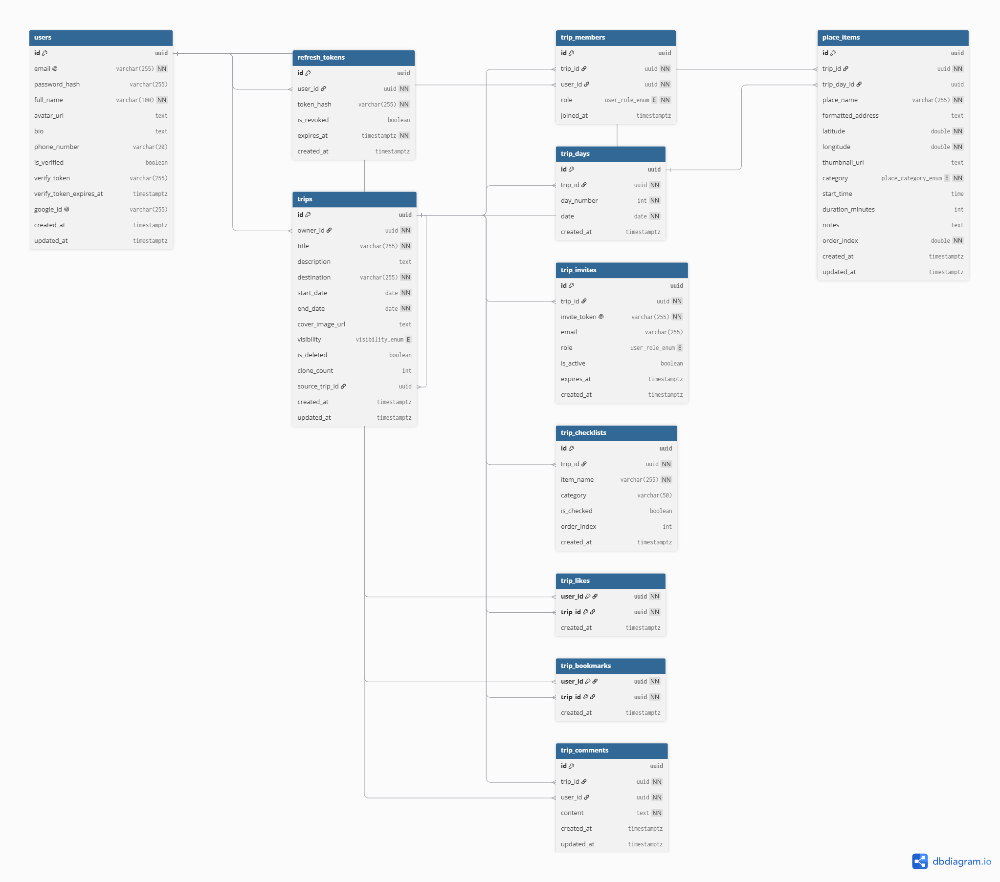 users
id uuid
email varchar(255) NN
password_hash varchar(255)
full_name varchar(100) NN
avatar_url text
bio text
phone_number varchar(20)
is_verified boolean
verify_token varchar(255)
verify_token_expires_at timestamptz
google_id varchar(255)
created_at timestamptz
updated_at timestamptz
refresh_tokens
id uuid
user_id uuid NN
token_hash varchar(255) NN
is_revoked boolean
expires_at timestamptz NN
created_at timestamptz
trips
id uuid
owner_id uuid NN
title varchar(255) NN
description text
destination varchar(255) NN
start_date date NN
end_date date NN
cover_image_url text
visibility visibility_enum E
is_deleted boolean
clone_count int
source_trip_id uuid
created_at timestamptz
updated_at timestamptz
trip_members
id uuid
trip_id uuid NN
user_id uuid NN
role user_role_enum E NN
joined_at timestamptz
trip_days
id uuid
trip_id uuid NN
day_number int NN
date date NN
created_at timestamptz
trip_invites
id uuid
trip_id uuid NN
invite_token varchar(255) NN
email varchar(255)
role user_role_enum E
is_active boolean
expires_at timestamptz
created_at timestamptz
trip_checklists
id uuid
trip_id uuid NN
item_name varchar(255) NN
category varchar(50)
is_checked boolean
order_index int
created_at timestamptz
trip_likes
user_id uuid NN
trip_id uuid NN
created_at timestamptz
trip_bookmarks
user_id uuid NN
trip_id uuid NN
created_at timestamptz
trip_comments
id uuid
trip_id uuid NN
user_id uuid NN
content text NN
created_at timestamptz
updated_at timestamptz
place_items
id uuid
trip_id uuid NN
trip_day_id uuid
place_name varchar(255) NN
formatted_address text
latitude double NN
longitude double NN
thumbnail_url text
category place_category_enum E NN
start_time time
duration_minutes int
notes text
order_index double NN
created_at timestamptz
updated_at timestamptz
dbdiagram.io